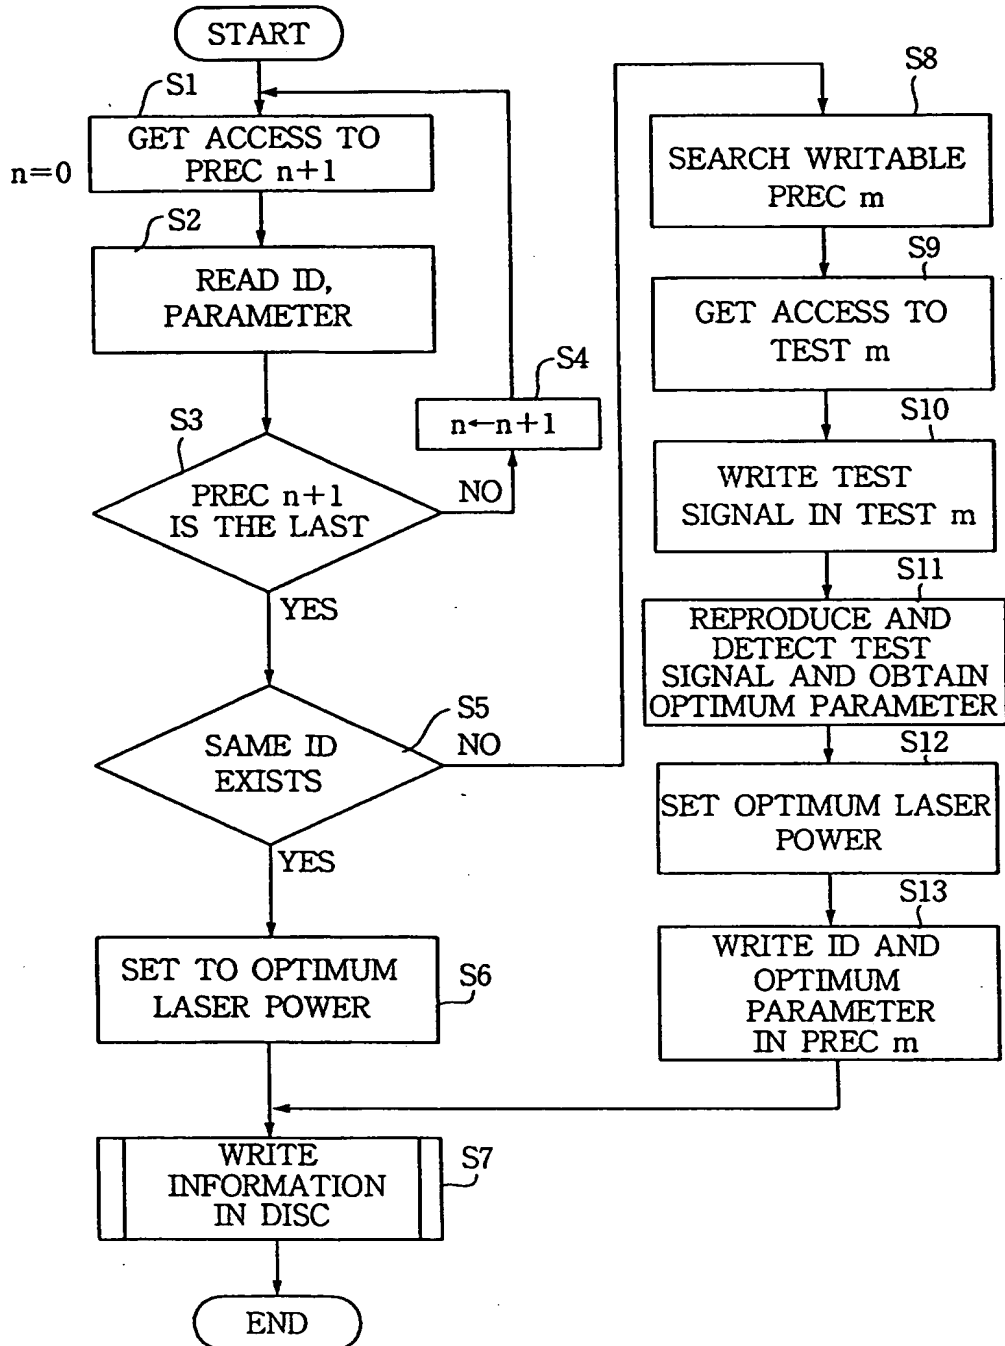 START
S1
GET ACCESS TO
PREC n+1
n=0
S2
READ ID,
PARAMETER
S3
PREC n+1
IS THE LAST
NO
S4
n←n+1
YES
S5
SAME ID
EXISTS
NO
YES
SET TO OPTIMUM
LASER POWER
S6
WRITE
INFORMATION
IN DISC
S7
END
S8
SEARCH WRITABLE
PREC m
S9
GET ACCESS TO
TEST m
S10
WRITE TEST
SIGNAL IN TEST m
S11
REPRODUCE AND
DETECT TEST
SIGNAL AND OBTAIN
OPTIMUM PARAMETER
S12
SET OPTIMUM LASER
POWER
S13
WRITE ID AND
OPTIMUM
PARAMETER
IN PREC m